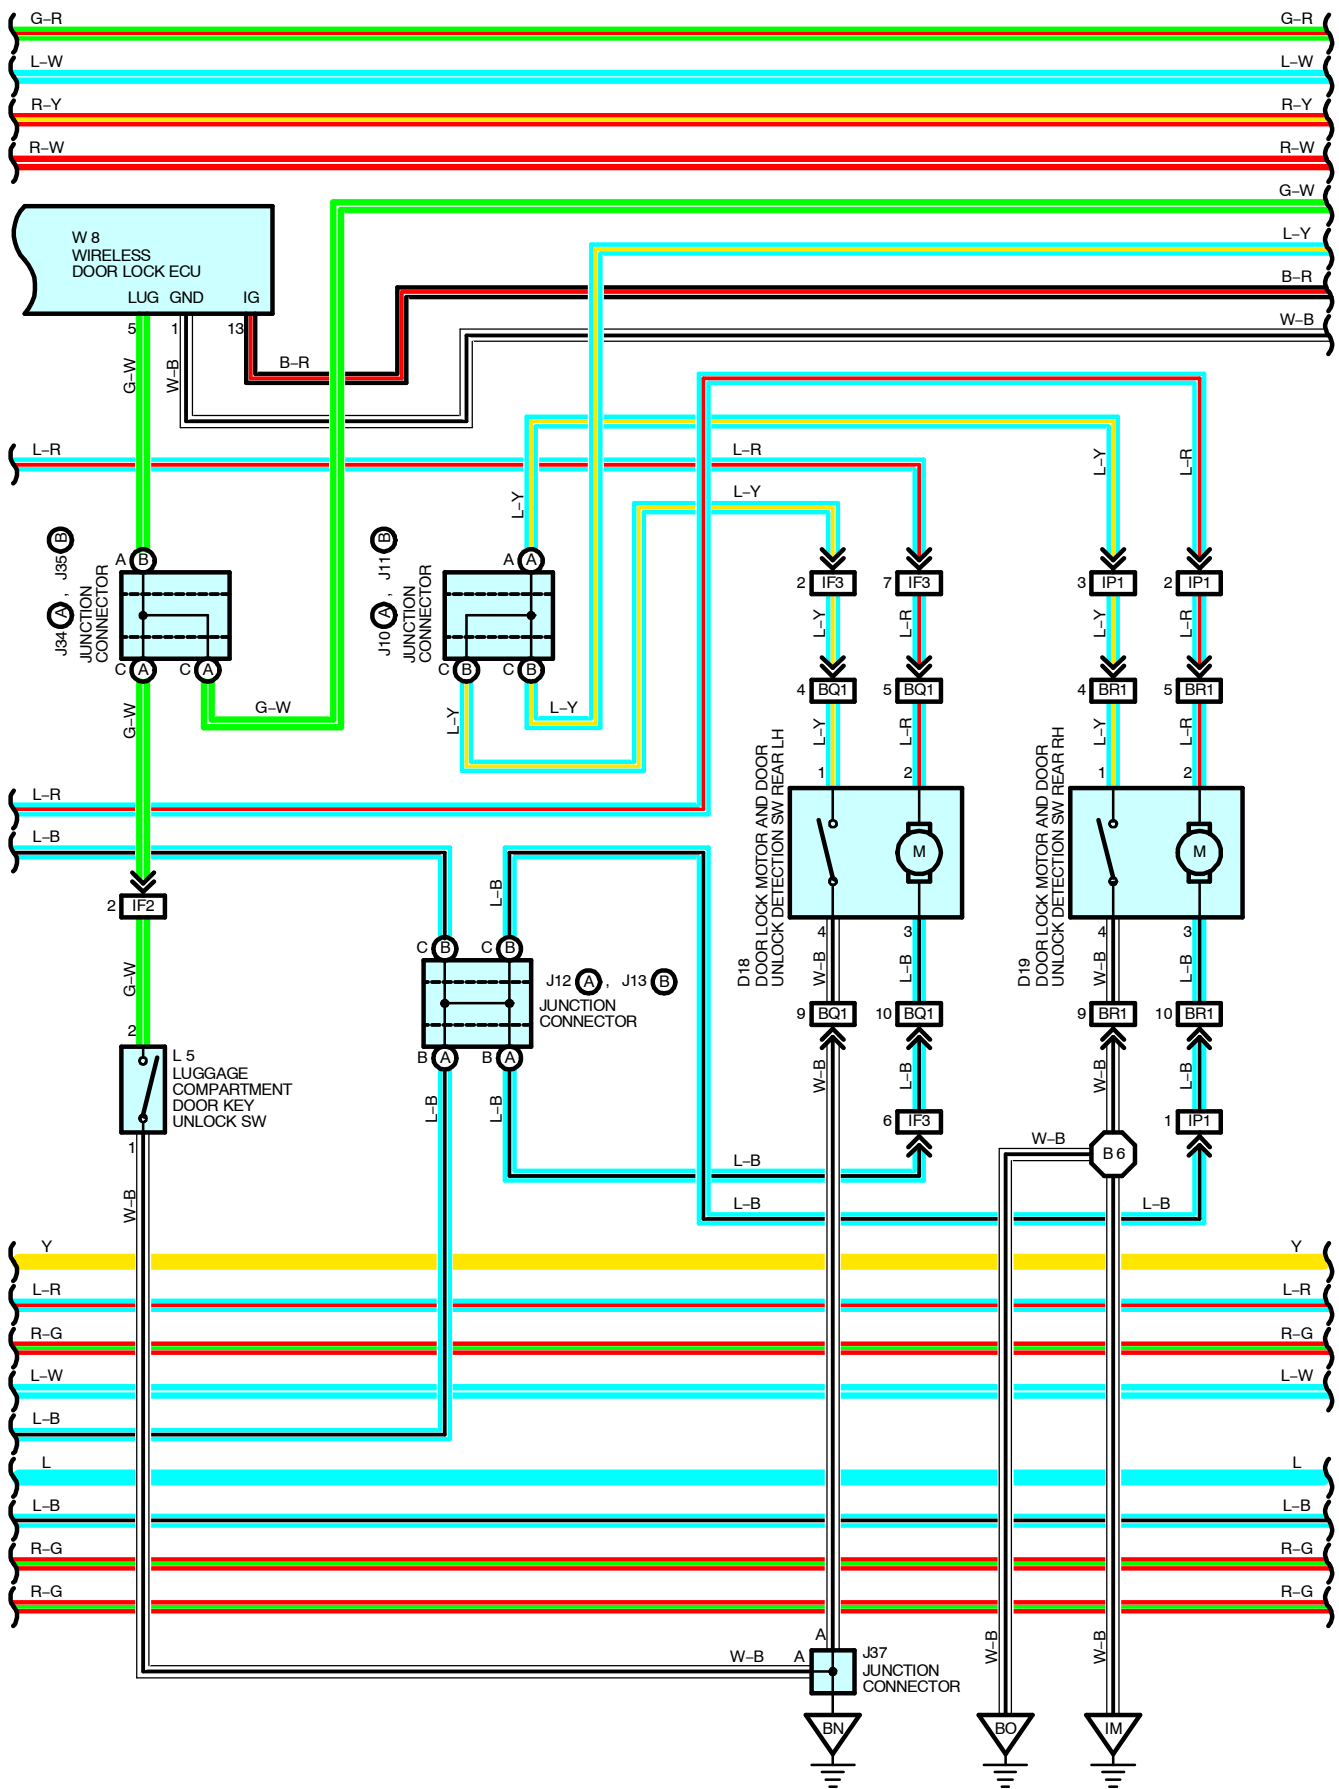 G–R G–R
L–W L–W
R–Y R–Y
R–W R–W
G–W
L–Y
B–R
W–B
W 8
WIRELESS
DOOR LOCK ECU
LUG GND IG
5 1 13
G–W
W–B
B–R
L–R L–R
L–Y
L–Y
L–Y
L–R
J34 A , J35 B
JUNCTION
CONNECTOR
A B
C A C A
G–W
G–W
J10 A , J11 B
JUNCTION
CONNECTOR
A A
C B C B
L–Y
L–Y
2 IF3 7 IF3 3 IP1 2 IP1
L–Y L–R L–Y L–R
4 BQ1 5 BQ1 4 BR1 5 BR1
L–Y L–R L–Y L–R
1 2 1 2
D18
DOOR LOCK MOTOR AND DOOR
UNLOCK DETECTION SW REAR LH
M
D19
DOOR LOCK MOTOR AND DOOR
UNLOCK DETECTION SW REAR RH
M
4 3 4 3
W–B L–B W–B L–B
9 BQ1 10 BQ1 9 BR1 10 BR1
W–B L–B W–B L–B
6 IF3 1 IP1
L–R
L–B
L–B
2 IF2
G–W
2
L 5
LUGGAGE
COMPARTMENT
DOOR KEY
UNLOCK SW
1
W–B
C B C B
J12 A , J13 B
JUNCTION
CONNECTOR
B A B A
L–B L–B
W–B
B 6
L–B
L–B L–B
Y Y
L–R L–R
R–G R–G
L–W L–W
L–B
L L
L–B L–B
R–G R–G
R–G R–G
W–B W–B
A
W–B A
J37
JUNCTION
CONNECTOR
BN BO IM